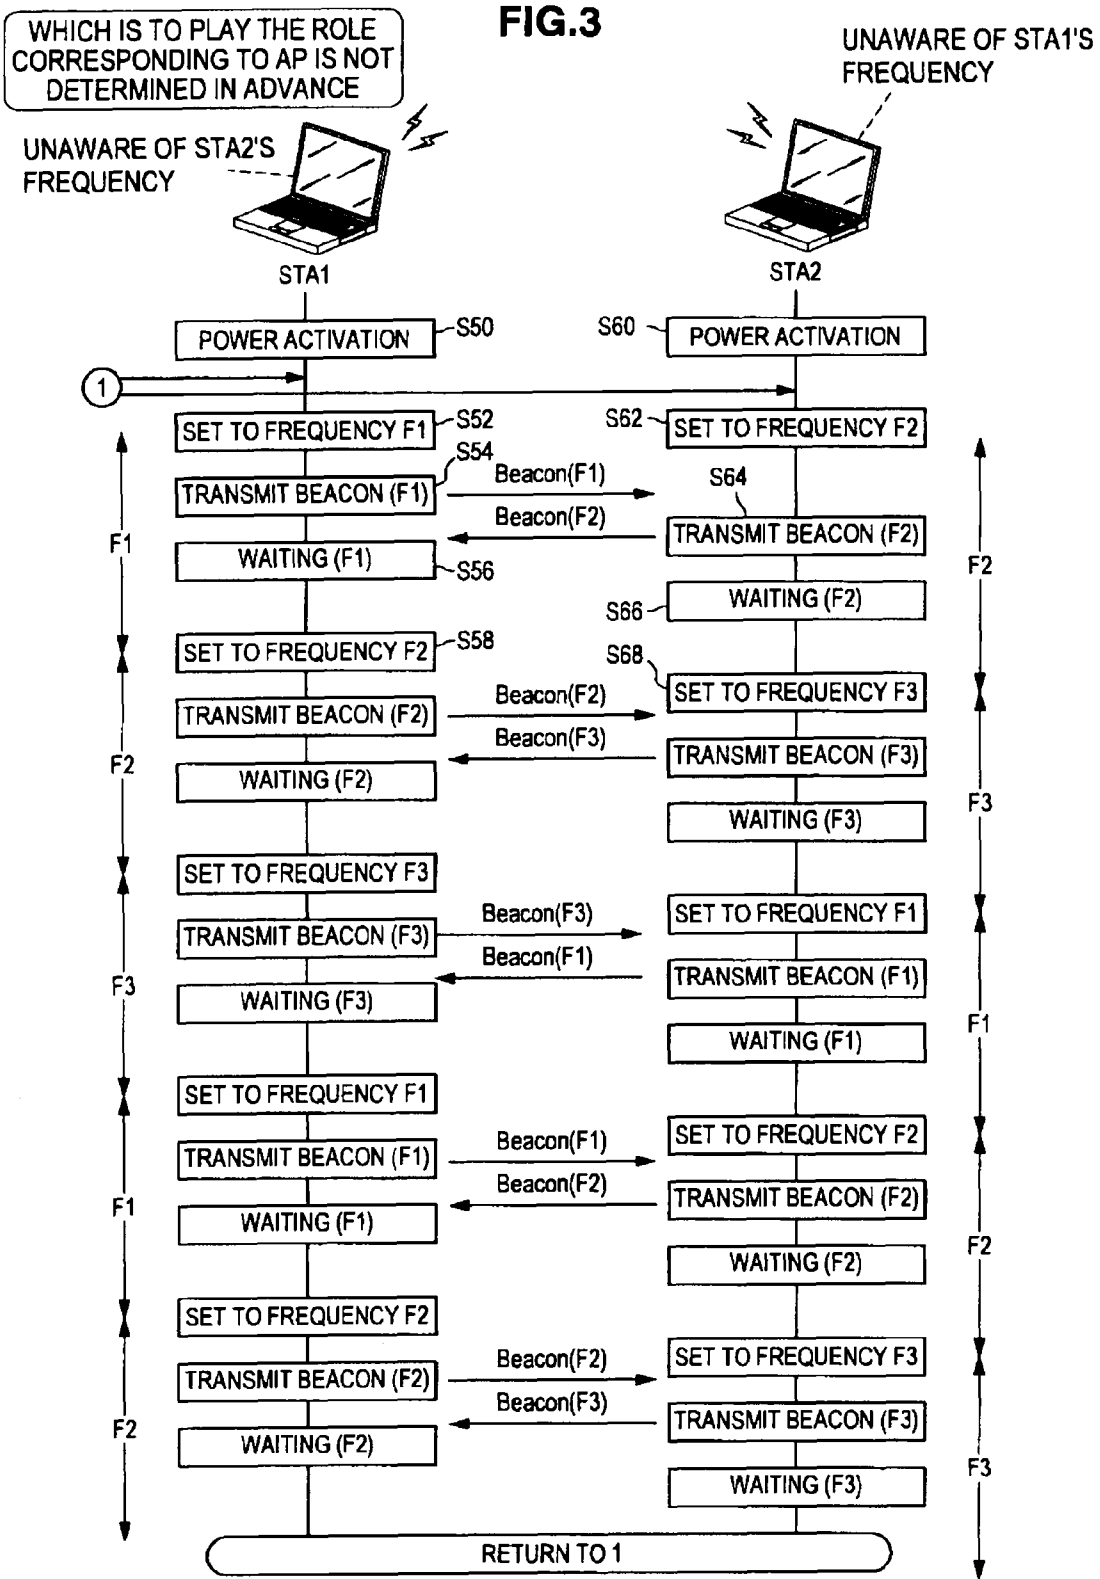 FIG.3
WHICH IS TO PLAY THE ROLE
CORRESPONDING TO AP IS NOT
DETERMINED IN ADVANCE
UNAWARE OF STA1'S
FREQUENCY
UNAWARE OF STA2'S
FREQUENCY
STA1
STA2
POWER ACTIVATION
S50
S60
POWER ACTIVATION
1
SET TO FREQUENCY F1
S52
S62
SET TO FREQUENCY F2
S54
TRANSMIT BEACON (F1)
Beacon(F1)
S64
Beacon(F2)
TRANSMIT BEACON (F2)
F1
WAITING (F1)
S56
F2
S66
WAITING (F2)
SET TO FREQUENCY F2
S58
S68
SET TO FREQUENCY F3
TRANSMIT BEACON (F2)
Beacon(F2)
Beacon(F3)
TRANSMIT BEACON (F3)
F2
WAITING (F2)
F3
WAITING (F3)
SET TO FREQUENCY F3
SET TO FREQUENCY F1
TRANSMIT BEACON (F3)
Beacon(F3)
Beacon(F1)
TRANSMIT BEACON (F1)
F3
WAITING (F3)
F1
WAITING (F1)
SET TO FREQUENCY F1
SET TO FREQUENCY F2
TRANSMIT BEACON (F1)
Beacon(F1)
Beacon(F2)
TRANSMIT BEACON (F2)
F1
WAITING (F1)
F2
WAITING (F2)
SET TO FREQUENCY F2
SET TO FREQUENCY F3
TRANSMIT BEACON (F2)
Beacon(F2)
Beacon(F3)
TRANSMIT BEACON (F3)
F2
WAITING (F2)
F3
WAITING (F3)
RETURN TO 1